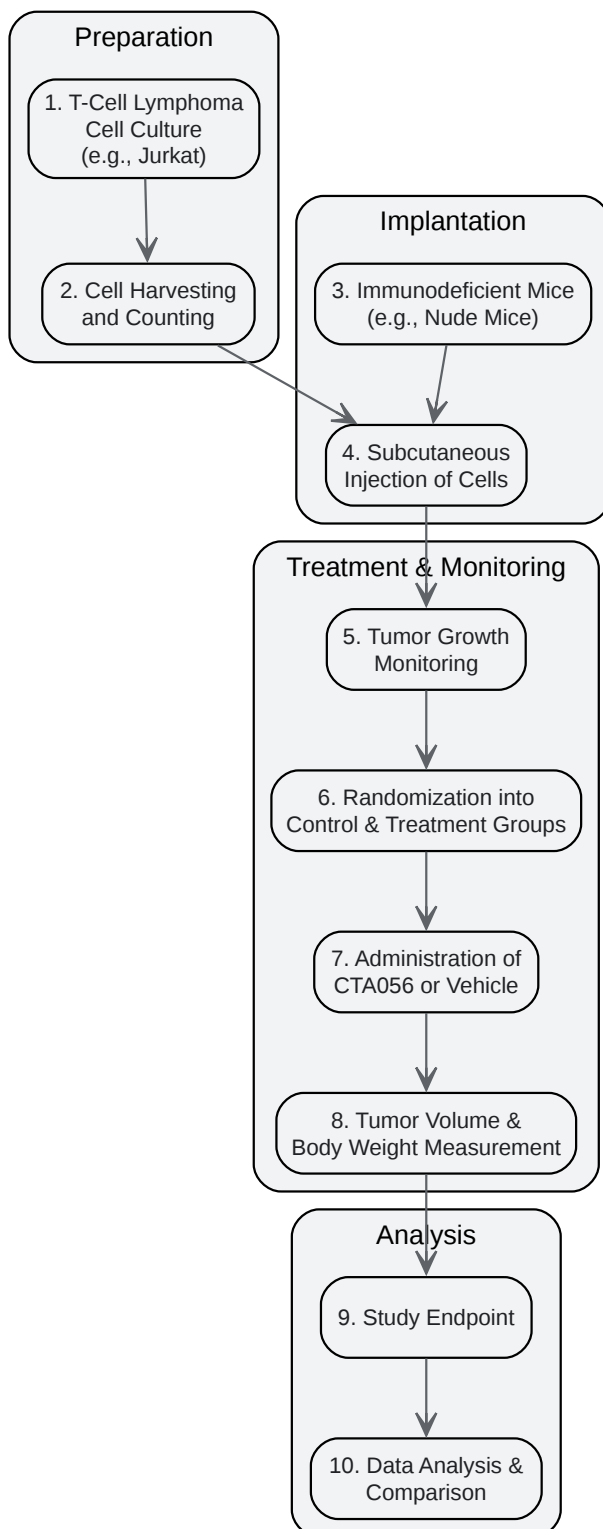 Preparation
1. T-Cell Lymphoma
Cell Culture
(e.g., Jurkat)
2. Cell Harvesting
and Counting
Implantation
3. Immunodeficient Mice
(e.g., Nude Mice)
4. Subcutaneous
Injection of Cells
Treatment & Monitoring
5. Tumor Growth
Monitoring
6. Randomization into
Control & Treatment Groups
7. Administration of
CTA056 or Vehicle
8. Tumor Volume &
Body Weight Measurement
Analysis
9. Study Endpoint
10. Data Analysis &
Comparison